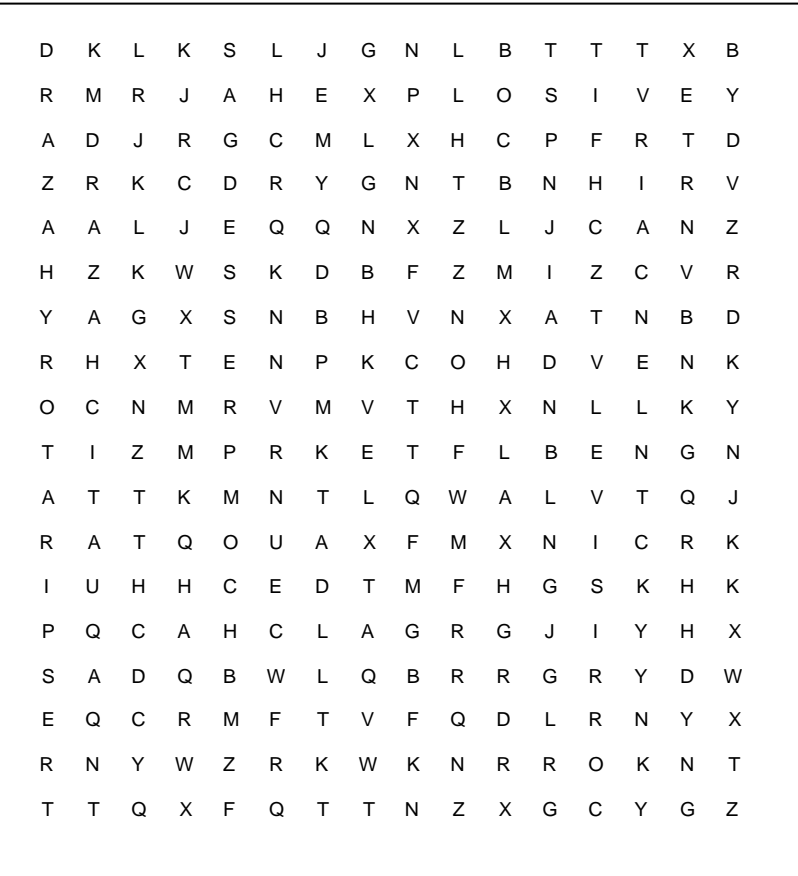 D K L K S L J G N L B T T T X B
R M R J A H E X P L O S I V E Y
A D J R G C M L X H C P F R T D
Z R K C D R Y G N T B N H I R V
A A L J E Q Q N X Z L J C A N Z
H Z K W S K D B F Z M I Z C V R
Y A G X S N B H V N X A T N B D
R H X T E N P K C O H D V E N K
O C N M R V M V T H X N L L K Y
T I Z M P R K E T F L B E N G N
A T T K M N T L Q W A L V T Q J
R A T Q O U A X F M X N I C R K
I U H H C E D T M F H G S K H K
P Q C A H C L A G R G J I Y H X
S A D Q B W L Q B R R G R Y D W
E Q C R M F T V F Q D L R N Y X
R N Y W Z R K W K N R R O K N T
T T Q X F Q T T N Z X G C Y G Z